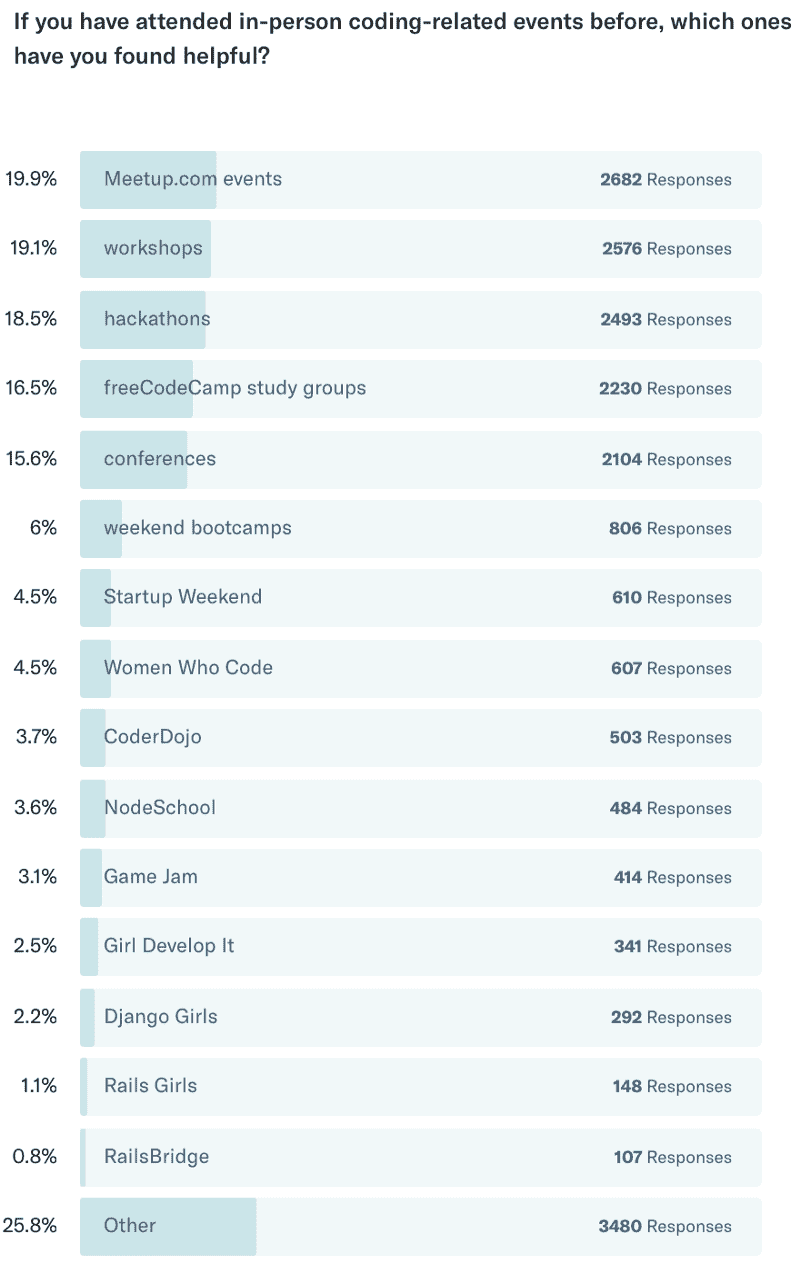 If you have attended in-person coding-related events before, which ones
have you found helpful?
19.9% Meetup.com events 2682 Responses
19.1% workshops 2576 Responses
18.5% hackathons 2493 Responses
16.5% freeCodeCamp study groups 2230 Responses
15.6% conferences 2104 Responses
6% weekend bootcamps 806 Responses
4.5% Startup Weekend 610 Responses
4.5% Women Who Code 607 Responses
3.7% CoderDojo 503 Responses
3.6% NodeSchool 484 Responses
3.1% Game Jam 414 Responses
2.5% Girl Develop It 341 Responses
2.2% Django Girls 292 Responses
1.1% Rails Girls 148 Responses
0.8% RailsBridge 107 Responses
25.8% Other 3480 Responses